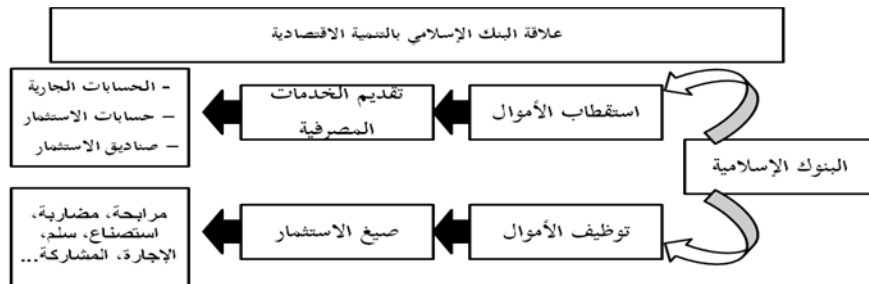 علاقة البنك الإسلامي بالتنمية الاقتصادية
البنوك الإسلامية
استقطاب الأموال
تقديم الخدمات
المصرفية
- الحسابات الجارية
– حسابات الاستثمار
– صناديق الاستثمار
توظيف الأموال
صيغ الاستثمار
مرابحة، مضاربة،
استصناع، سلم،
الإجارة، المشاركة...